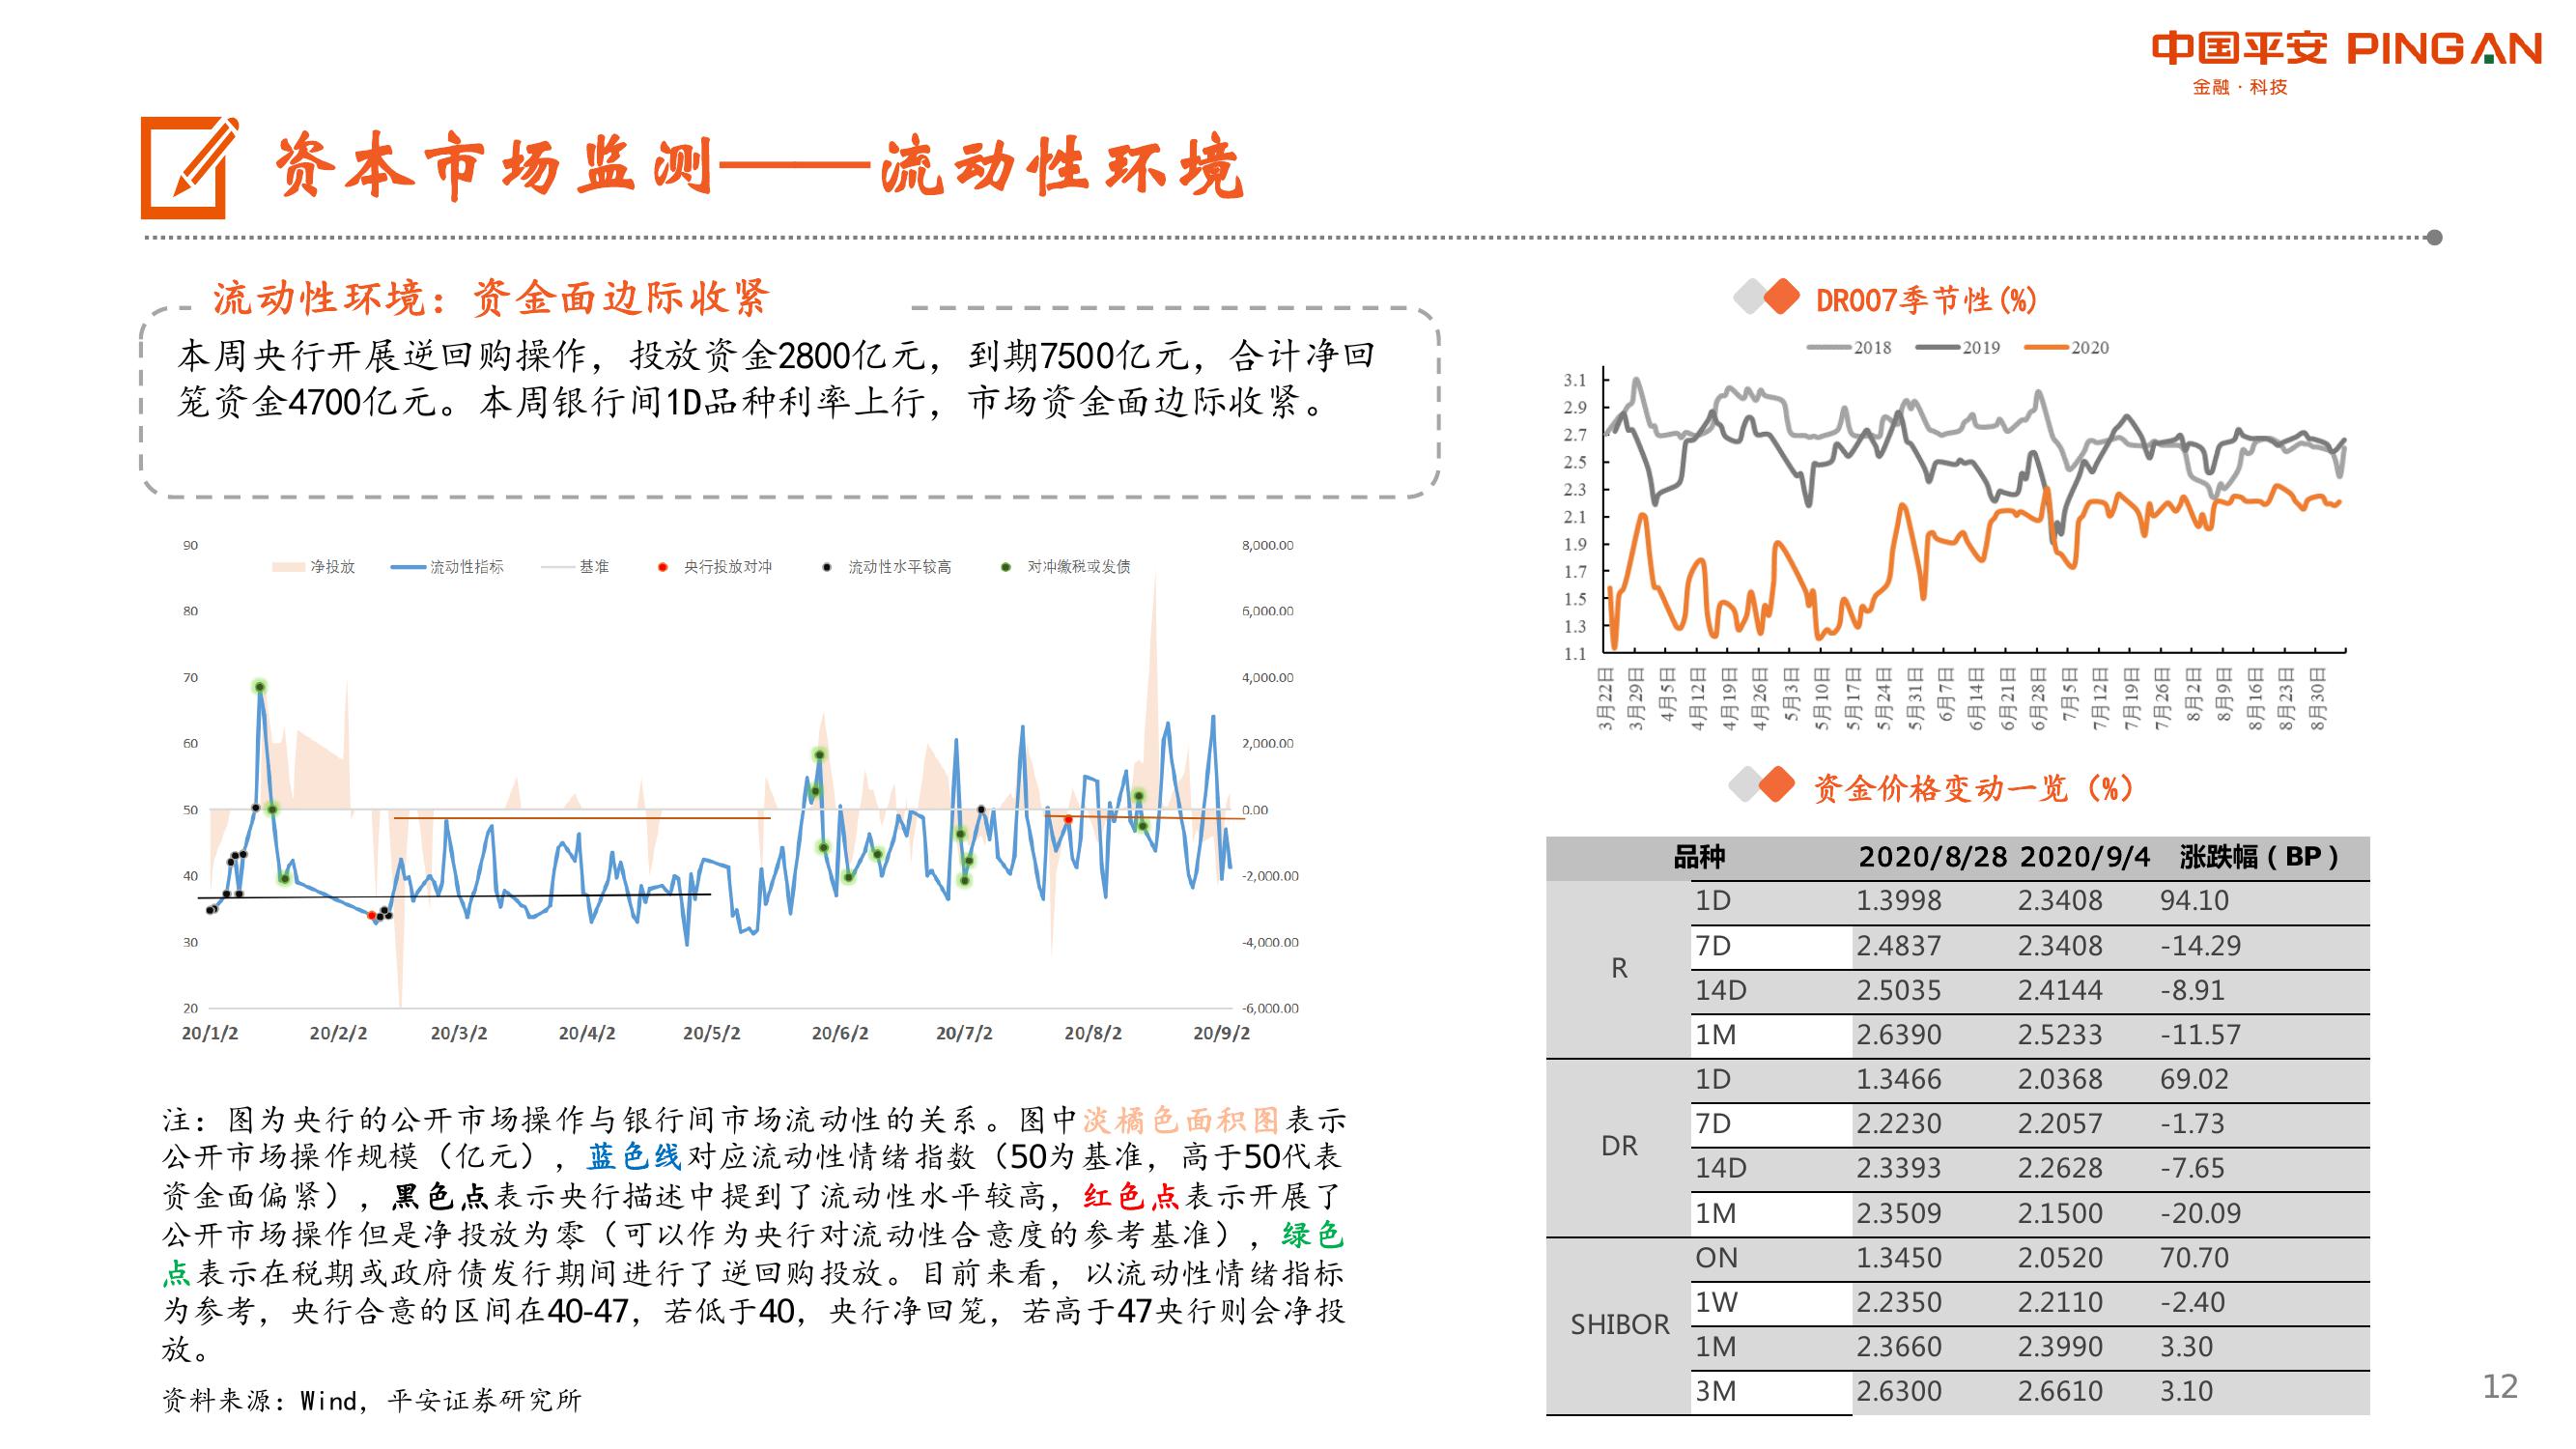 中国平安 PINGAN
金融·科技
资本市场监测——流动性环境
流动性环境：资金面边际收紧
本周央行开展逆回购操作，投放资金2800亿元，到期7500亿元，合计净回
笼资金4700亿元。本周银行间1D品种利率上行，市场资金面边际收紧。
净投放 流动性指标 基准 央行投放对冲 流动性水平较高 对冲缴税或发债
90
80
70
60
50
40
30
20
8,000.00
6,000.00
4,000.00
2,000.00
0.00
-2,000.00
-4,000.00
-6,000.00
20/1/2 20/2/2 20/3/2 20/4/2 20/5/2 20/6/2 20/7/2 20/8/2 20/9/2
注：图为央行的公开市场操作与银行间市场流动性的关系。图中淡橘色面积图表示
公开市场操作规模（亿元），蓝色线对应流动性情绪指数（50为基准，高于50代表
资金面偏紧），黑色点表示央行描述中提到了流动性水平较高，红色点表示开展了
公开市场操作但是净投放为零（可以作为央行对流动性合意度的参考基准），绿色
点表示在税期或政府债发行期间进行了逆回购投放。目前来看，以流动性情绪指标
为参考，央行合意的区间在40-47，若低于40，央行净回笼，若高于47央行则会净投
放。
资料来源：Wind，平安证券研究所
DR007季节性(%)
2018 2019 2020
3.1
2.9
2.7
2.5
2.3
2.1
1.9
1.7
1.5
1.3
1.1
3月22日 3月29日 4月5日 4月12日 4月19日 4月26日 5月3日 5月10日 5月17日 5月24日 5月31日 6月7日 6月14日 6月21日 6月28日 7月5日 7月12日 7月19日 7月26日 8月2日 8月9日 8月16日 8月23日 8月30日
资金价格变动一览（%）
品种 2020/8/28 2020/9/4 涨跌幅（BP）
R
1D 1.3998 2.3408 94.10
7D 2.4837 2.3408 -14.29
14D 2.5035 2.4144 -8.91
1M 2.6390 2.5233 -11.57
DR
1D 1.3466 2.0368 69.02
7D 2.2230 2.2057 -1.73
14D 2.3393 2.2628 -7.65
1M 2.3509 2.1500 -20.09
SHIBOR
ON 1.3450 2.0520 70.70
1W 2.2350 2.2110 -2.40
1M 2.3660 2.3990 3.30
3M 2.6300 2.6610 3.10
12